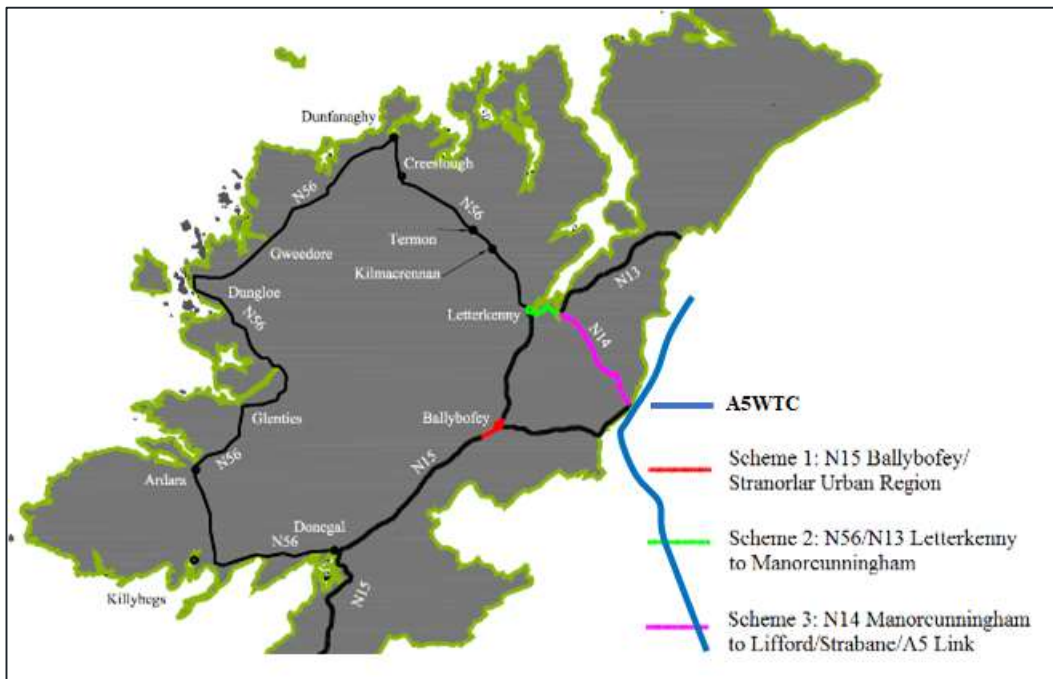 Dunfanaghy
Creeslough
N56
N56
Termon
Gweedore
Kilmacrennan
N13
Dungloe
Letterkenny
N56
N14
A5WTC
Ballybofey
Glenties
Scheme 1: N15 Ballybofey/
Stranorlar Urban Region
N56
N15
Ardara
Donegal
Scheme 2: N56/N13 Letterkenny
to Manorcunningham
N56
N15
Killybegs
Scheme 3: N14 Manorcunningham
to Lifford/Strabane/A5 Link